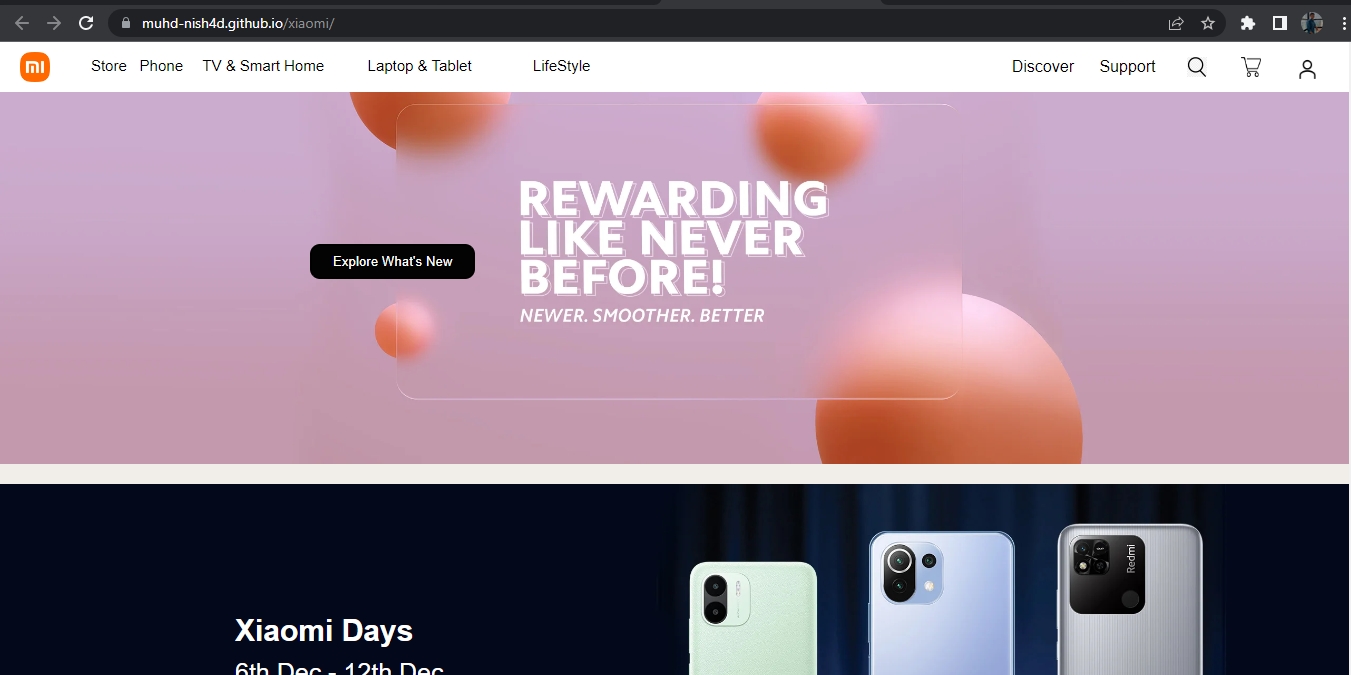 muhd-nish4d.github.io/xiaomi/
mi
Store Phone TV & Smart Home Laptop & Tablet LifeStyle Discover Support
REWARDING
LIKE NEVER
BEFORE!
Explore What's New
NEWER. SMOOTHER. BETTER
Redmi
Xiaomi Days
6th Dec - 12th Dec